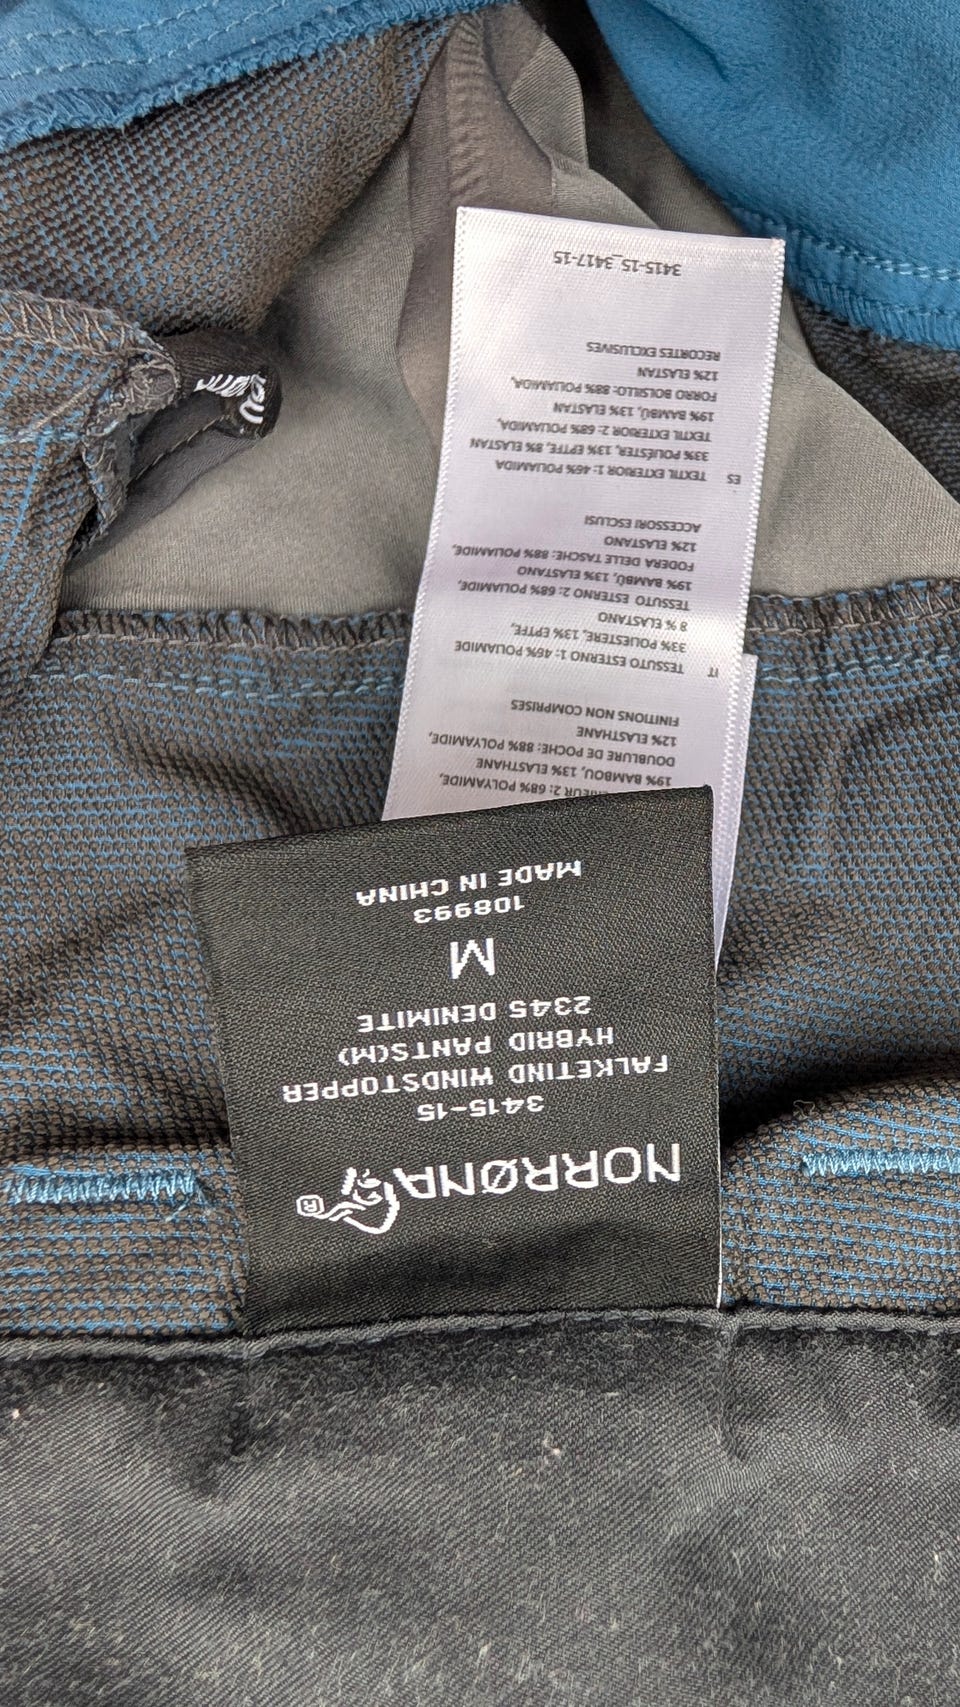 NORRØNA®
3415-15
FALKETIND WINDSTOPPER
HYBRID PANTS(M)
2345 DENIMITE
M
108993
MADE IN CHINA
19% BAMBOU, 13% ELASTHANE
DOUBLURE DE POCHE: 88% POLYAMIDE,
12% ELASTHANE
FINITIONS NON COMPRISES
IT TESSUTO ESTERNO 1: 46% POLIAMIDE
33% POLIESTERE, 13% EPTFE,
8 % ELASTANO
TESSUTO ESTERNO 2: 68% POLIAMIDE,
19% BAMBÙ, 13% ELASTANO
FODERA DELLE TASCHE: 88% POLIAMIDE,
12% ELASTANO
ACCESSORI ESCLUSI
ES TEXTIL EXTERIOR 1: 46% POLIAMIDA
33% POLIÉSTER, 13% EPTFE, 8% ELASTAN
TEXTIL EXTERIOR 2: 68% POLIAMIDA,
19% BAMBÚ, 13% ELASTAN
FORRO BOLSILLO: 88% POLIAMIDA,
12% ELASTAN
RECORTES EXCLUSIVES
3415-15_3417-15